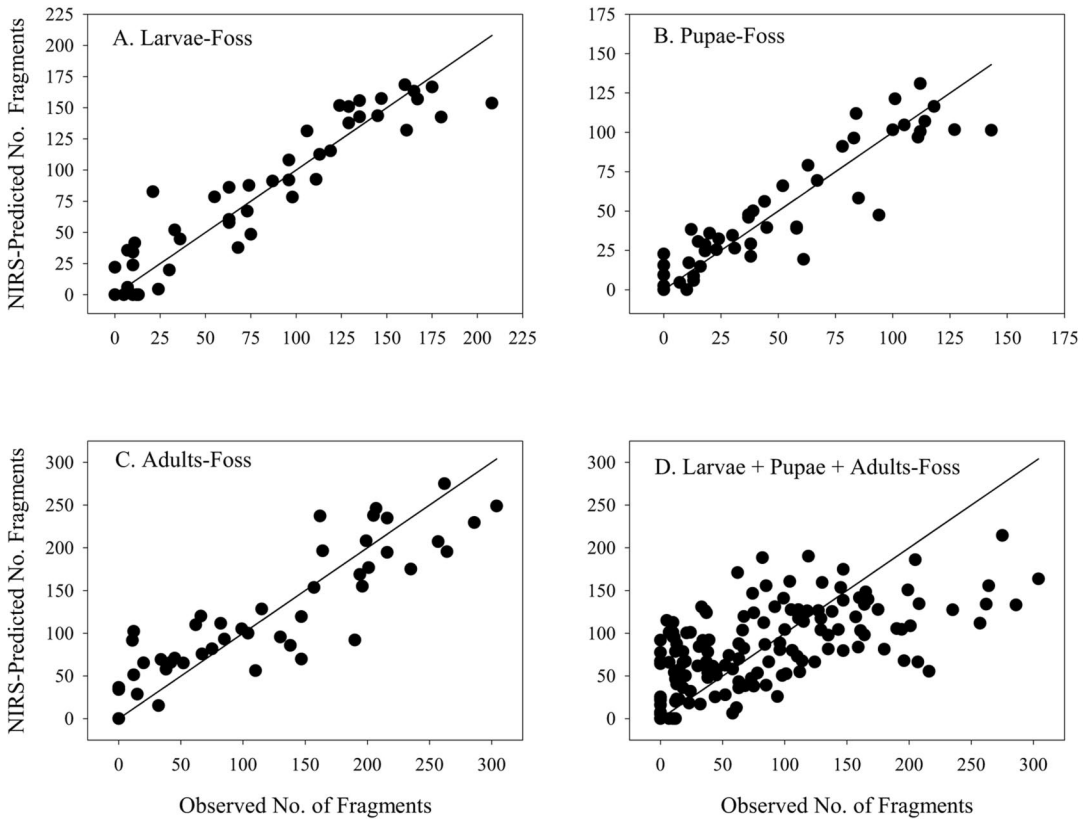 A. Larvae-Foss
NIRS-Predicted No. Fragments
225
200
175
150
125
100
75
50
25
0
0 25 50 75 100 125 150 175 200 225
B. Pupae-Foss
175
150
125
100
75
50
25
0
0 25 50 75 100 125 150 175
C. Adults-Foss
NIRS-Predicted No. Fragments
300
250
200
150
100
50
0
0 50 100 150 200 250 300
Observed No. of Fragments
D. Larvae + Pupae + Adults-Foss
300
250
200
150
100
50
0
0 50 100 150 200 250 300
Observed No. of Fragments